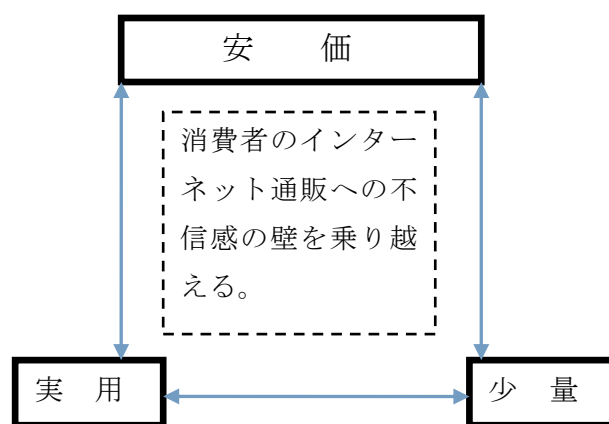 安　価
消費者のインター
ネット通販への不
信感の壁を乗り越
える。
実　用
少　量